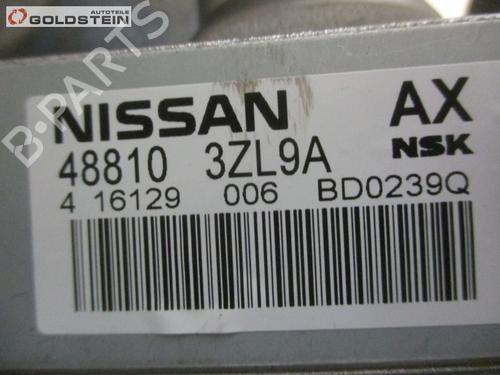 Autoteile
GOLDSTEIN
B-PARTS
NISSAN AX
48810 3ZL9A NSK
4 16129 006 BD0239Q